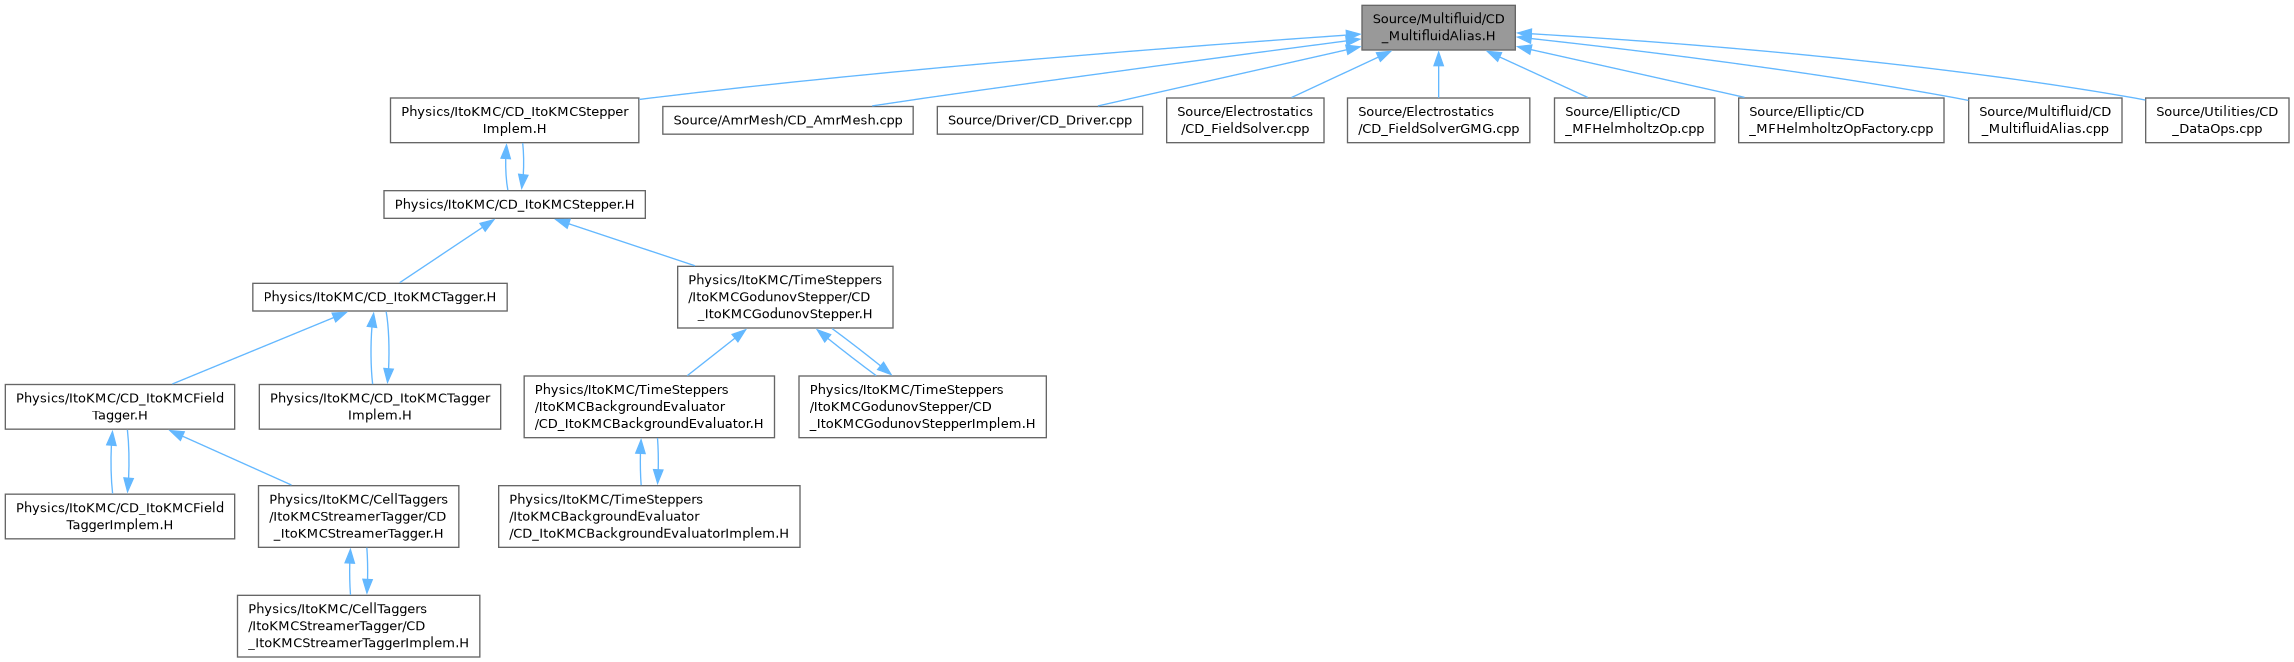 Source/Multifluid/CD
_MultifluidAlias.H
Physics/ItoKMC/CD_ItoKMCStepper
Implem.H
Source/AmrMesh/CD_AmrMesh.cpp
Source/Driver/CD_Driver.cpp
Source/Electrostatics
/CD_FieldSolver.cpp
Source/Electrostatics
/CD_FieldSolverGMG.cpp
Source/Elliptic/CD
_MFHelmholtzOp.cpp
Source/Elliptic/CD
_MFHelmholtzOpFactory.cpp
Source/Multifluid/CD
_MultifluidAlias.cpp
Source/Utilities/CD
_DataOps.cpp
Physics/ItoKMC/CD_ItoKMCStepper.H
Physics/ItoKMC/CD_ItoKMCTagger.H
Physics/ItoKMC/TimeSteppers
/ItoKMCGodunovStepper/CD
_ItoKMCGodunovStepper.H
Physics/ItoKMC/CD_ItoKMCField
Tagger.H
Physics/ItoKMC/CD_ItoKMCTagger
Implem.H
Physics/ItoKMC/TimeSteppers
/ItoKMCBackgroundEvaluator
/CD_ItoKMCBackgroundEvaluator.H
Physics/ItoKMC/TimeSteppers
/ItoKMCGodunovStepper/CD
_ItoKMCGodunovStepperImplem.H
Physics/ItoKMC/CD_ItoKMCField
TaggerImplem.H
Physics/ItoKMC/CellTaggers
/ItoKMCStreamerTagger/CD
_ItoKMCStreamerTagger.H
Physics/ItoKMC/TimeSteppers
/ItoKMCBackgroundEvaluator
/CD_ItoKMCBackgroundEvaluatorImplem.H
Physics/ItoKMC/CellTaggers
/ItoKMCStreamerTagger/CD
_ItoKMCStreamerTaggerImplem.H